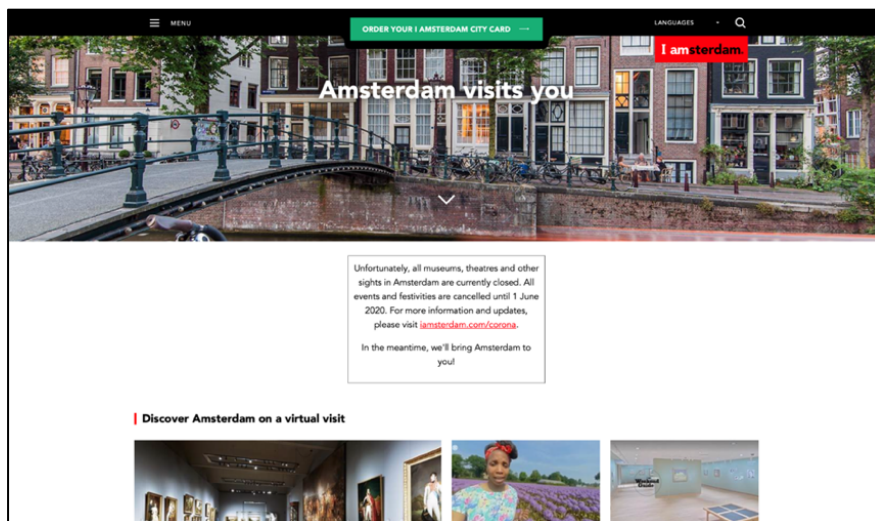 MENU
ORDER YOUR I AMSTERDAM CITY CARD
LANGUAGES
I amsterdam.
Amsterdam visits you
Unfortunately, all museums, theatres and other
sights in Amsterdam are currently closed. All
events and festivities are cancelled until 1 June
2020. For more information and updates,
please visit iamsterdam.com/corona.
In the meantime, we'll bring Amsterdam to
you!
Discover Amsterdam on a virtual visit
Weekend
Guide